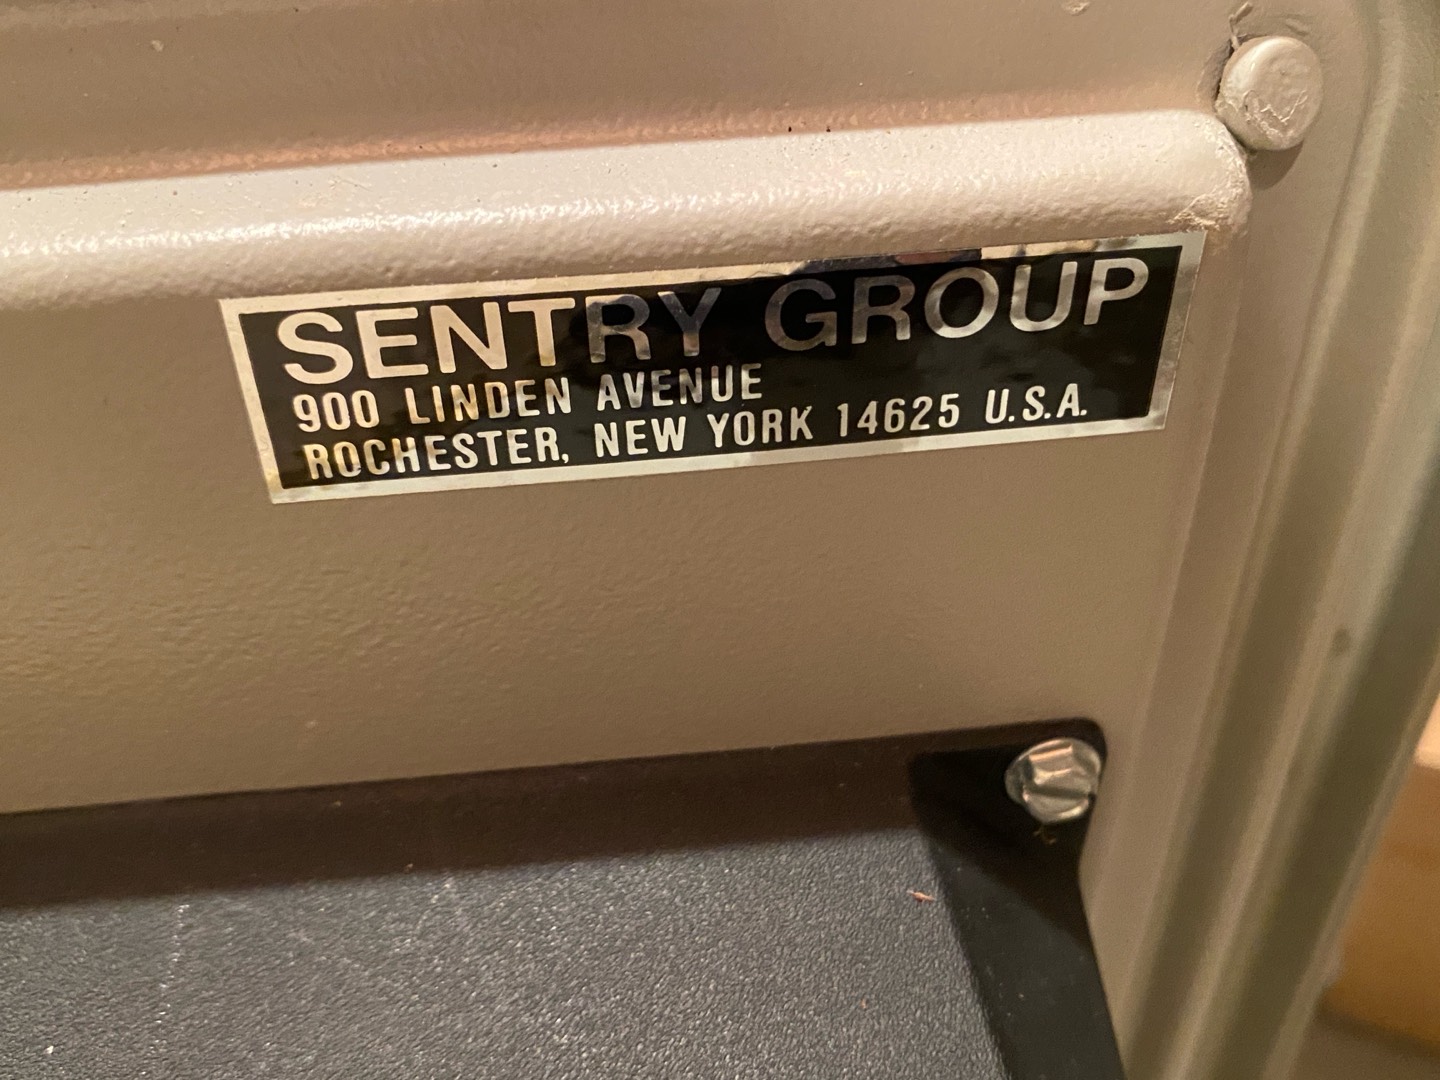 SENTRY GROUP
900 LINDEN AVENUE
ROCHESTER, NEW YORK 14625 U.S.A.